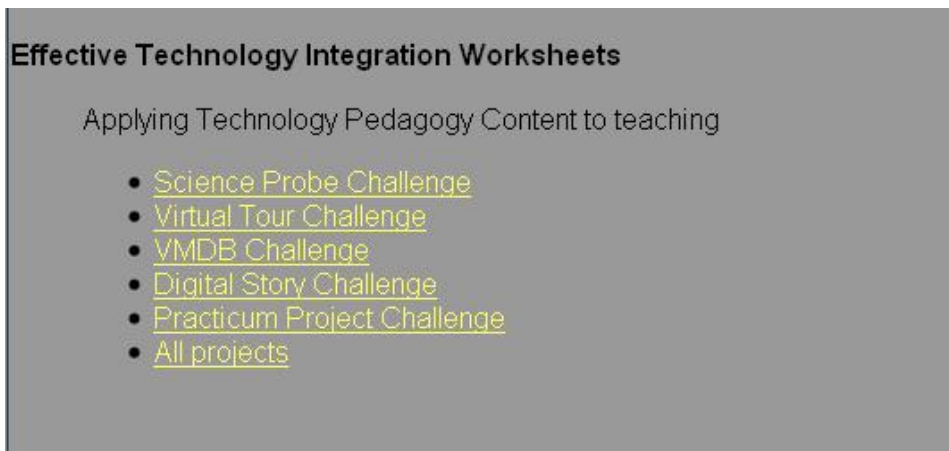 Effective Technology Integration Worksheets
Applying Technology Pedagogy Content to teaching
Science Probe Challenge
Virtual Tour Challenge
VMDB Challenge
Digital Story Challenge
Practicum Project Challenge
All projects